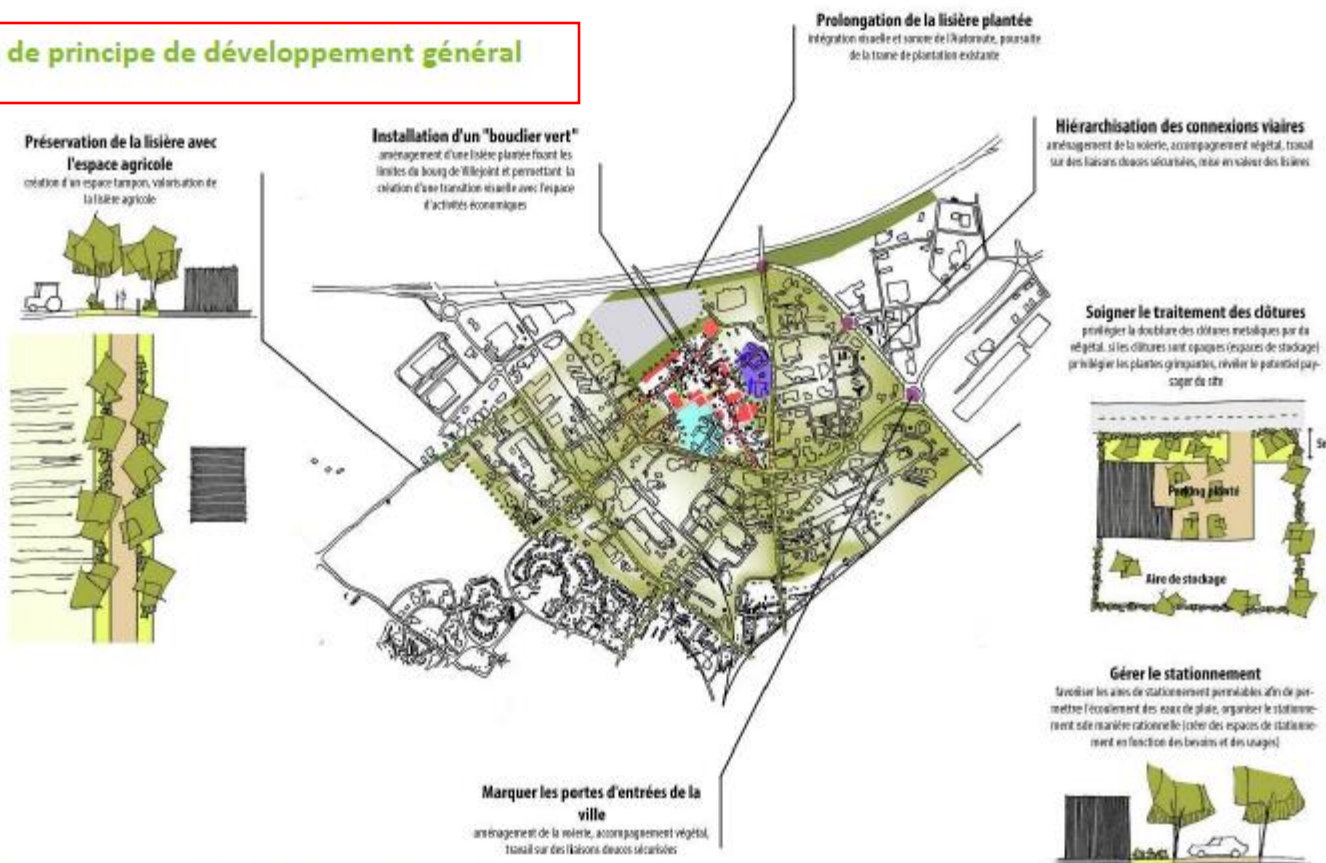 de principe de développement général
Prolongation de la lisière plantée
intégration visuelle et sonore de l'Autoroute, poursuite
de la trame de plantation existante
Préservation de la lisière avec
l'espace agricole
création d'un espace tampon, valorisation de
la lisière agricole
Installation d'un "bouclier vert"
aménagement d'une lisière plantée fixant les
limites du bourg de Villejoint et permettant la
création d'une transition visuelle avec l'espace
d'activités économiques
Hiérarchisation des connexions viaires
aménagement de la voierie, accompagnement végétal, travail
sur des liaisons douces sécurisées, mise en valeur des lisières
Soigner le traitement des clôtures
privilégier la doublure des clôtures metaliques par du
végétal. si les clôtures sont opaques (espaces de stockage)
privilégier les plantes grimpantes, révéler le potentiel pay-
sager du site
Parking planté
Aire de stockage
Gérer le stationnement
favoriser les aires de stationnement perméables afin de per-
mettre l'écoulement des eaux de pluie, organiser le stationne-
ment de manière rationnelle (créer des espaces de stationne-
ment en fonction des besoins et des usages)
Marquer les portes d'entrées de la
ville
aménagement de la voierie, accompagnement végétal,
travail sur des liaisons douces sécurisées